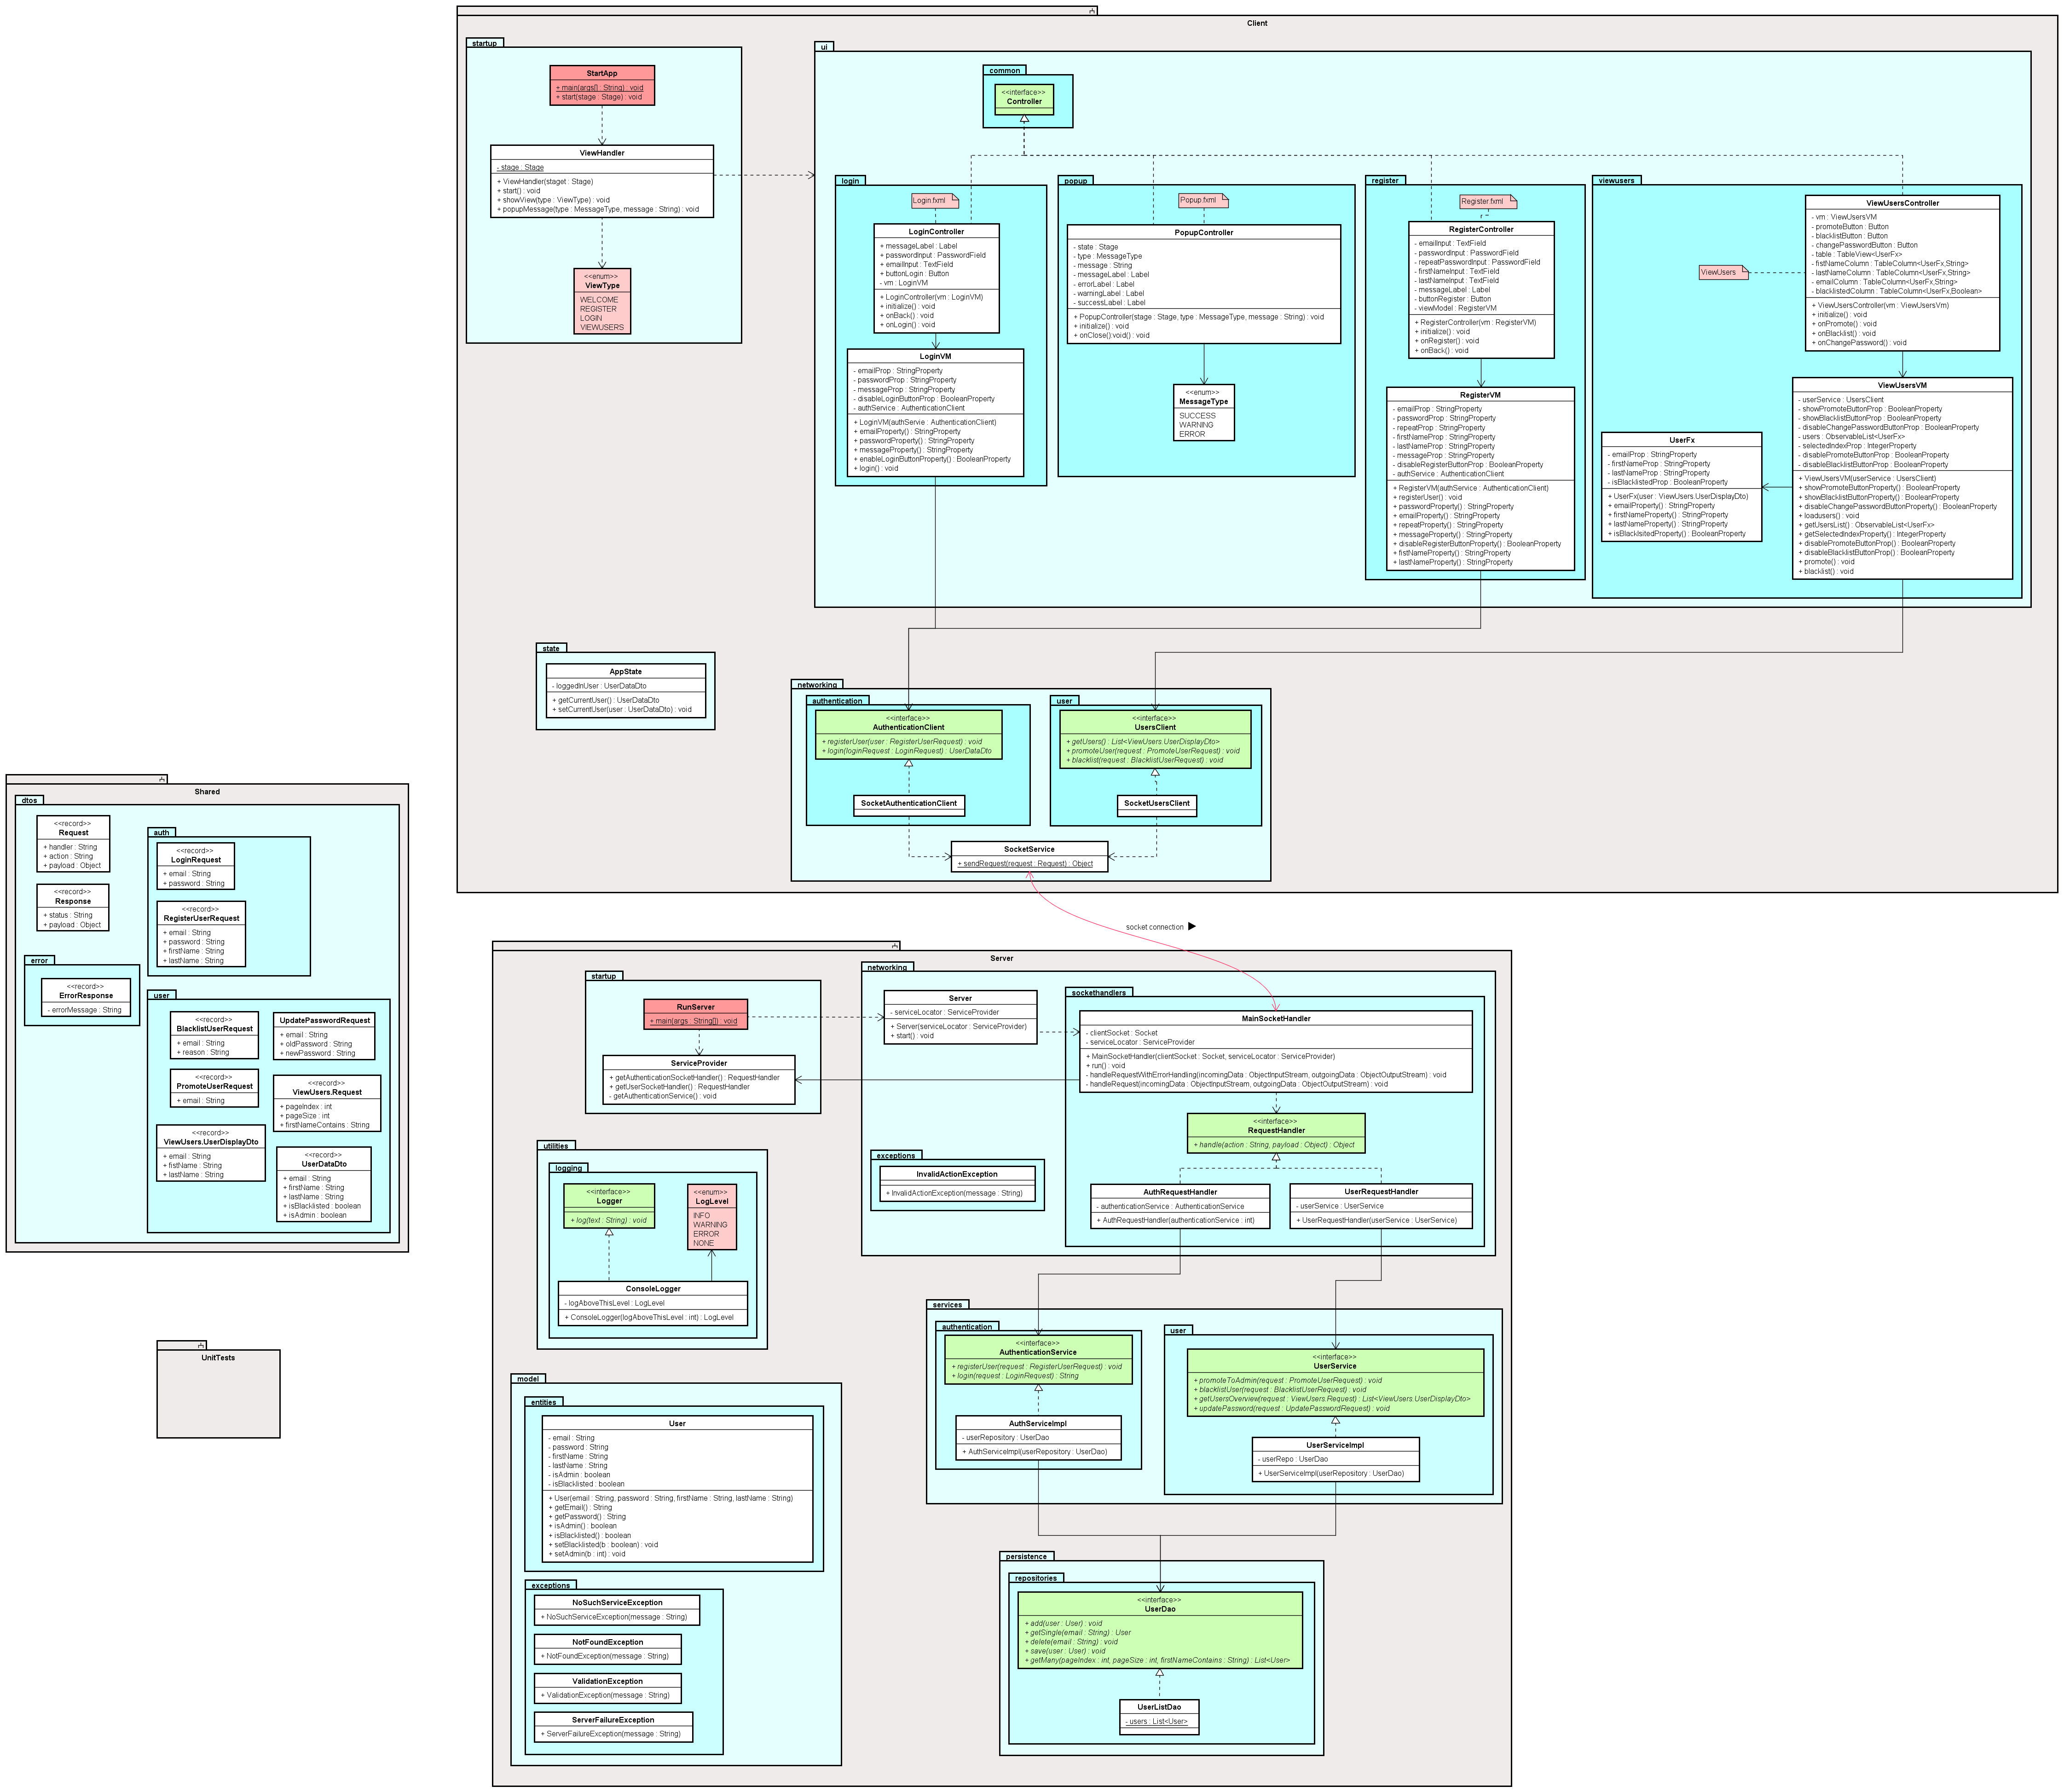 Client
startup
StartApp
+ main(args[] : String) : void
+ start(stage : Stage) : void
ViewHandler
- stage : Stage
+ ViewHandler(staget : Stage)
+ start() : void
+ showView(type : ViewType) : void
+ popupMessage(type : MessageType, message : String) : void
<<enum>>
ViewType
WELCOME
REGISTER
LOGIN
VIEWUSERS
ui
common
<<interface>>
Controller
login
Login.fxml
LoginController
+ messageLabel : Label
+ passwordInput : PasswordField
+ emailInput : TextField
+ buttonLogin : Button
- vm : LoginVM
+ LoginController(vm : LoginVM)
+ initialize() : void
+ onBack() : void
+ onLogin() : void
LoginVM
- emailProp : StringProperty
- passwordProp : StringProperty
- messageProp : StringProperty
- disableLoginButtonProp : BooleanProperty
- authService : AuthenticationClient
+ LoginVM(authServie : AuthenticationClient)
+ emailProperty() : StringProperty
+ passwordProperty() : StringProperty
+ messageProperty() : StringProperty
+ enableLoginButtonProperty() : BooleanProperty
+ login() : void
popup
Popup.fxml
PopupController
- state : Stage
- type : MessageType
- message : String
- messageLabel : Label
- errorLabel : Label
- warningLabel : Label
- successLabel : Label
+ PopupController(stage : Stage, type : MessageType, message : String) : void
+ initialize() : void
+ onClose():void() : void
<<enum>>
MessageType
SUCCESS
WARNING
ERROR
register
Register.fxml
RegisterController
- emailInput : TextField
- passwordInput : PasswordField
- repeatPasswordInput : PasswordField
- firstNameInput : TextField
- lastNameInput : TextField
- messageLabel : Label
- buttonRegister : Button
- viewModel : RegisterVM
+ RegisterController(vm : RegisterVM)
+ initialize() : void
+ onRegister() : void
+ onBack() : void
RegisterVM
- emailProp : StringProperty
- passwordProp : StringProperty
- repeatProp : StringProperty
- firstNameProp : StringProperty
- lastNameProp : StringProperty
- messageProp : StringProperty
- disableRegisterButtonProp : BooleanProperty
- authService : AuthenticationClient
+ RegisterVM(authService : AuthenticationClient)
+ registerUser() : void
+ passwordProperty() : StringProperty
+ emailProperty() : StringProperty
+ repeatProperty() : StringProperty
+ messageProperty() : StringProperty
+ disableRegisterButtonProperty() : BooleanProperty
+ fistNameProperty() : StringProperty
+ lastNameProperty() : StringProperty
viewusers
ViewUsers
ViewUsersController
- vm : ViewUsersVM
- promoteButton : Button
- blacklistButton : Button
- changePasswordButton : Button
- table : TableView<UserFx>
- fistNameColumn : TableColumn<UserFx,String>
- lastNameColumn : TableColumn<UserFx,String>
- emailColumn : TableColumn<UserFx,String>
- blacklistedColumn : TableColumn<UserFx,Boolean>
+ ViewUsersController(vm : ViewUsersVm)
+ initialize() : void
+ onPromote() : void
+ onBlacklist() : void
+ onChangePassword() : void
UserFx
- emailProp : StringProperty
- firstNameProp : StringProperty
- lastNameProp : StringProperty
- isBlacklistedProp : BooleanProperty
+ UserFx(user : ViewUsers.UserDisplayDto)
+ emailProperty() : StringProperty
+ firstNameProperty() : StringProperty
+ lastNameProperty() : StringProperty
+ isBlacklsitedProperty() : BooleanProperty
ViewUsersVM
- userService : UsersClient
- showPromoteButtonProp : BooleanProperty
- showBlacklistButtonProp : BooleanProperty
- disableChangePasswordButtonProp : BooleanProperty
- users : ObservableList<UserFx>
- selectedIndexProp : IntegerProperty
- disablePromoteButtonProp : BooleanProperty
- disableBlacklistButtonProp : BooleanProperty
+ ViewUsersVM(userService : UsersClient)
+ showPromoteButtonProperty() : BooleanProperty
+ showBlacklistButtonProperty() : BooleanProperty
+ disableChangePasswordButtonProperty() : BooleanProperty
+ loadusers() : void
+ getUsersList() : ObservableList<UserFx>
+ getSelectedIndexProperty() : IntegerProperty
+ disablePromoteButtonProp() : BooleanProperty
+ disableBlacklistButtonProp() : BooleanProperty
+ promote() : void
+ blacklist() : void
state
AppState
- loggedInUser : UserDataDto
+ getCurrentUser() : UserDataDto
+ setCurrentUser(user : UserDataDto) : void
networking
authentication
<<interface>>
AuthenticationClient
+ registerUser(user : RegisterUserRequest) : void
+ login(loginRequest : LoginRequest) : UserDataDto
SocketAuthenticationClient
user
<<interface>>
UsersClient
+ getUsers() : List<ViewUsers.UserDisplayDto>
+ promoteUser(request : PromoteUserRequest) : void
+ blacklist(request : BlacklistUserRequest) : void
SocketUsersClient
SocketService
+ sendRequest(request : Request) : Object
socket connection
Shared
dtos
<<record>>
Request
+ handler : String
+ action : String
+ payload : Object
<<record>>
Response
+ status : String
+ payload : Object
error
<<record>>
ErrorResponse
- errorMessage : String
auth
<<record>>
LoginRequest
+ email : String
+ password : String
<<record>>
RegisterUserRequest
+ email : String
+ password : String
+ firstName : String
+ lastName : String
user
<<record>>
BlacklistUserRequest
+ email : String
+ reason : String
UpdatePasswordRequest
+ email : String
+ oldPassword : String
+ newPassword : String
<<record>>
PromoteUserRequest
+ email : String
<<record>>
ViewUsers.Request
+ pageIndex : int
+ pageSize : int
+ firstNameContains : String
<<record>>
ViewUsers.UserDisplayDto
+ email : String
+ fistName : String
+ lastName : String
<<record>>
UserDataDto
+ email : String
+ firstName : String
+ lastName : String
+ isBlacklisted : boolean
+ isAdmin : boolean
UnitTests
Server
startup
RunServer
+ main(args : String[]) : void
ServiceProvider
+ getAuthenticationSocketHandler() : RequestHandler
+ getUserSocketHandler() : RequestHandler
- getAuthenticationService() : void
networking
Server
- serviceLocator : ServiceProvider
+ Server(serviceLocator : ServiceProvider)
+ start() : void
sockethandlers
MainSocketHandler
- clientSocket : Socket
- serviceLocator : ServiceProvider
+ MainSocketHandler(clientSocket : Socket, serviceLocator : ServiceProvider)
+ run() : void
- handleRequestWithErrorHandling(incomingData : ObjectInputStream, outgoingData : ObjectOutputStream) : void
- handleRequest(incomingData : ObjectInputStream, outgoingData : ObjectOutputStream) : void
<<interface>>
RequestHandler
+ handle(action : String, payload : Object) : Object
AuthRequestHandler
- authenticationService : AuthenticationService
+ AuthRequestHandler(authenticationService : int)
UserRequestHandler
- userService : UserService
+ UserRequestHandler(userService : UserService)
exceptions
InvalidActionException
+ InvalidActionException(message : String)
utilities
logging
<<interface>>
Logger
+ log(text : String) : void
<<enum>>
LogLevel
INFO
WARNING
ERROR
NONE
ConsoleLogger
- logAboveThisLevel : LogLevel
+ ConsoleLogger(logAboveThisLevel : int) : LogLevel
services
authentication
<<interface>>
AuthenticationService
+ registerUser(request : RegisterUserRequest) : void
+ login(request : LoginRequest) : String
AuthServiceImpl
- userRepository : UserDao
+ AuthServiceImpl(userRepository : UserDao)
user
<<interface>>
UserService
+ promoteToAdmin(request : PromoteUserRequest) : void
+ blacklistUser(request : BlacklistUserRequest) : void
+ getUsersOverview(request : ViewUsers.Request) : List<ViewUsers.UserDisplayDto>
+ updatePassword(request : UpdatePasswordRequest) : void
UserServiceImpl
- userRepo : UserDao
+ UserServiceImpl(userRepository : UserDao)
model
entities
User
- email : String
- password : String
- firstName : String
- lastName : String
- isAdmin : boolean
- isBlacklisted : boolean
+ User(email : String, password : String, firstName : String, lastName : String)
+ getEmail() : String
+ getPassword() : String
+ isAdmin() : boolean
+ isBlacklisted() : boolean
+ setBlacklisted(b : boolean) : void
+ setAdmin(b : int) : void
exceptions
NoSuchServiceException
+ NoSuchServiceException(message : String)
NotFoundException
+ NotFoundException(message : String)
ValidationException
+ ValidationException(message : String)
ServerFailureException
+ ServerFailureException(message : String)
persistence
repositories
<<interface>>
UserDao
+ add(user : User) : void
+ getSingle(email : String) : User
+ delete(email : String) : void
+ save(user : User) : void
+ getMany(pageIndex : int, pageSize : int, firstNameContains : String) : List<User>
UserListDao
- users : List<User>